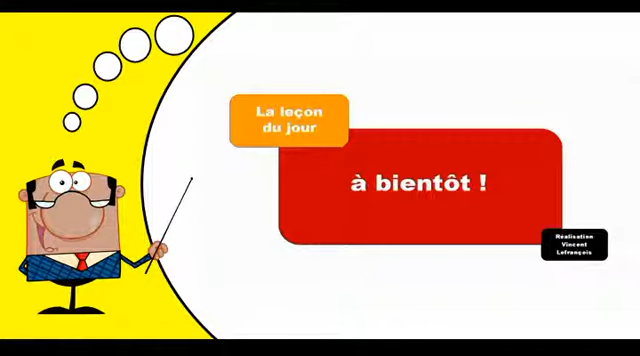 La leçon
du jour
à bientôt !
Réalisation
Vincent
Lefrançois